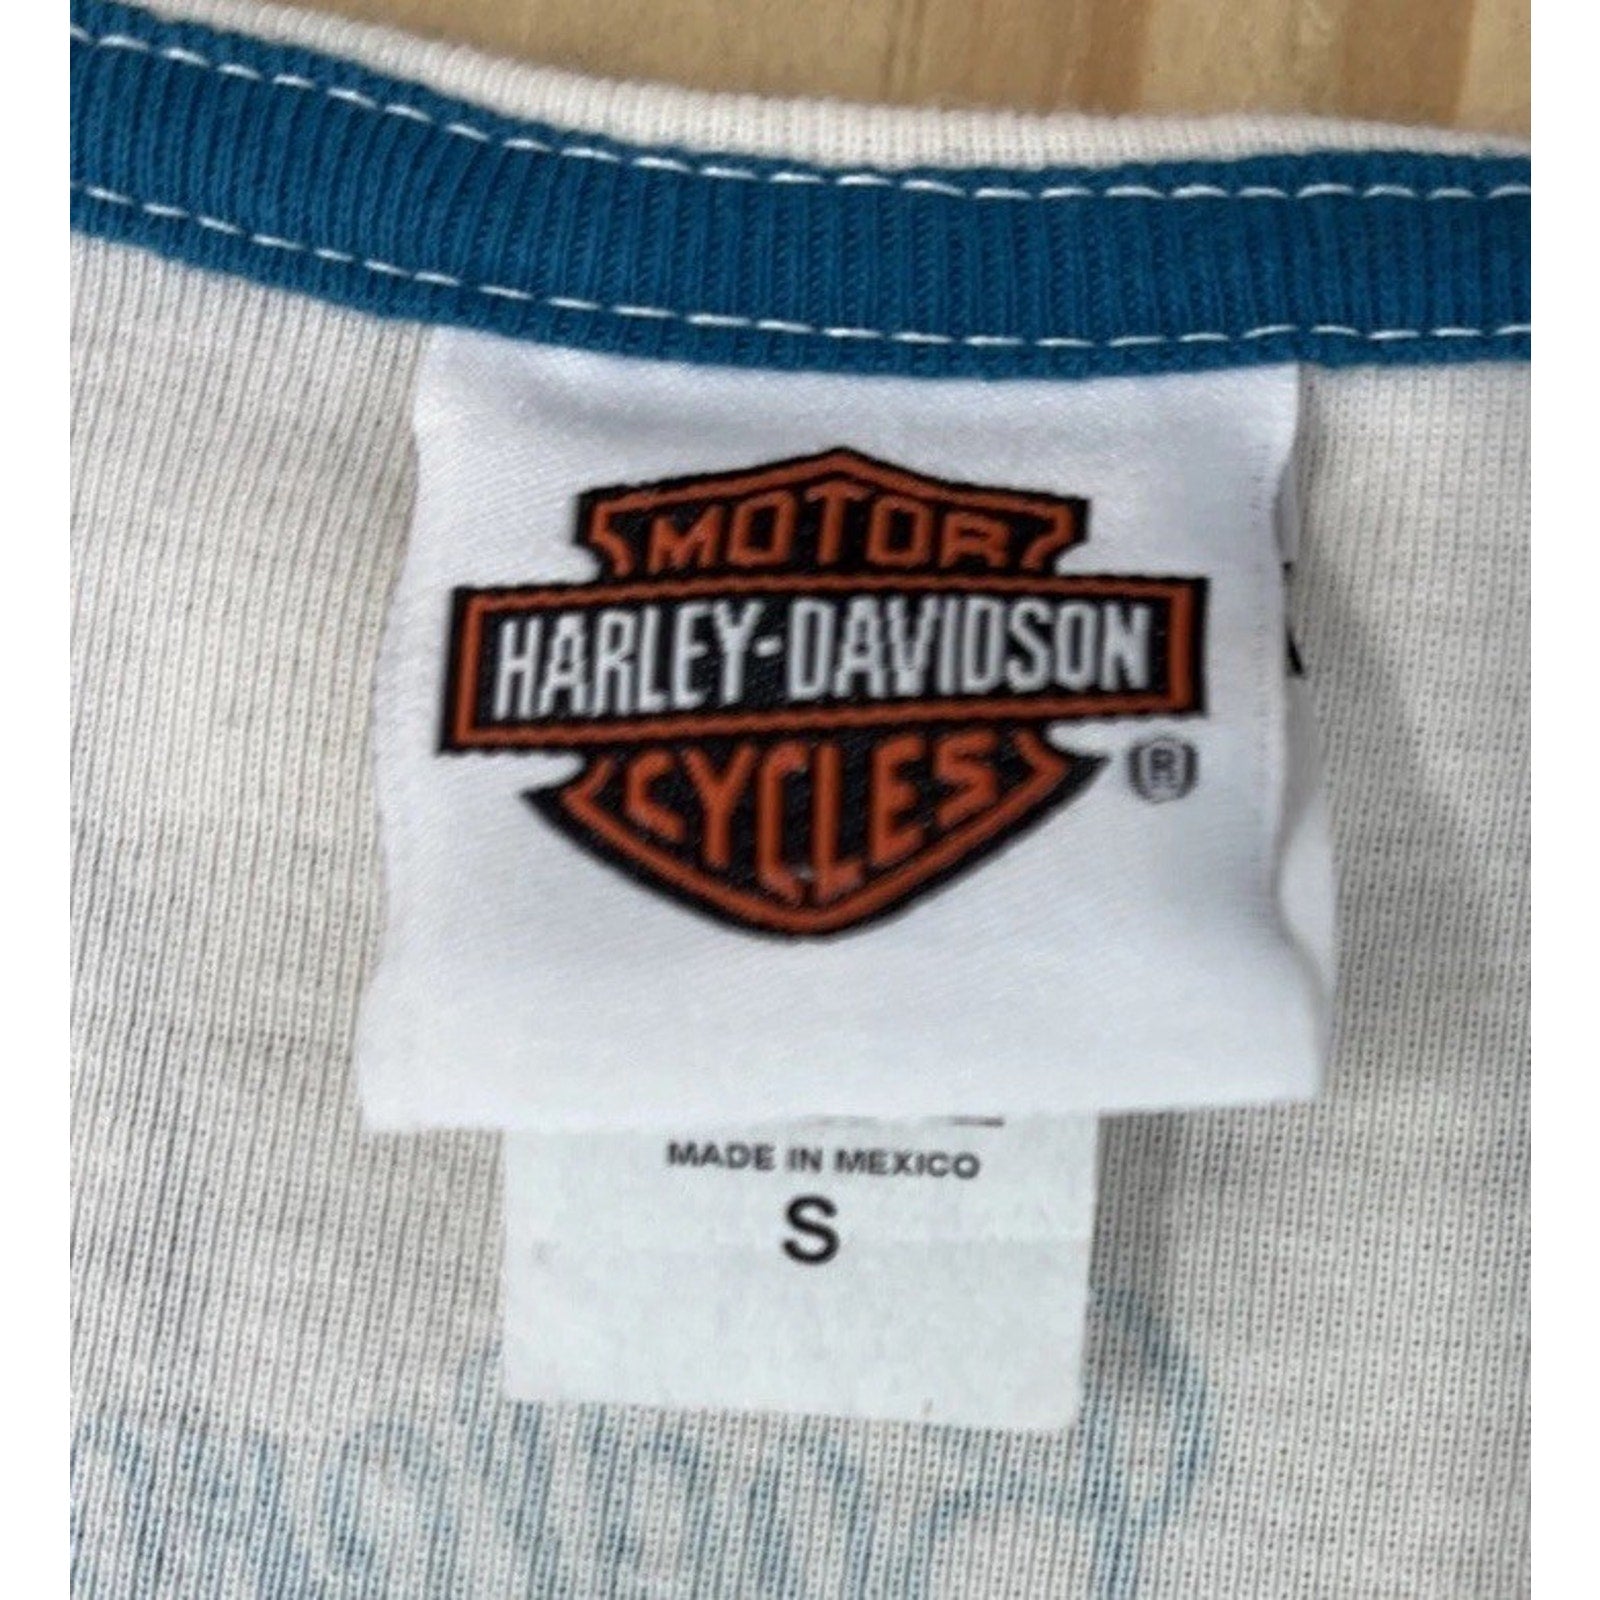 MOTOR
HARLEY-DAVIDSON
CYCLES
®
MADE IN MEXICO
S